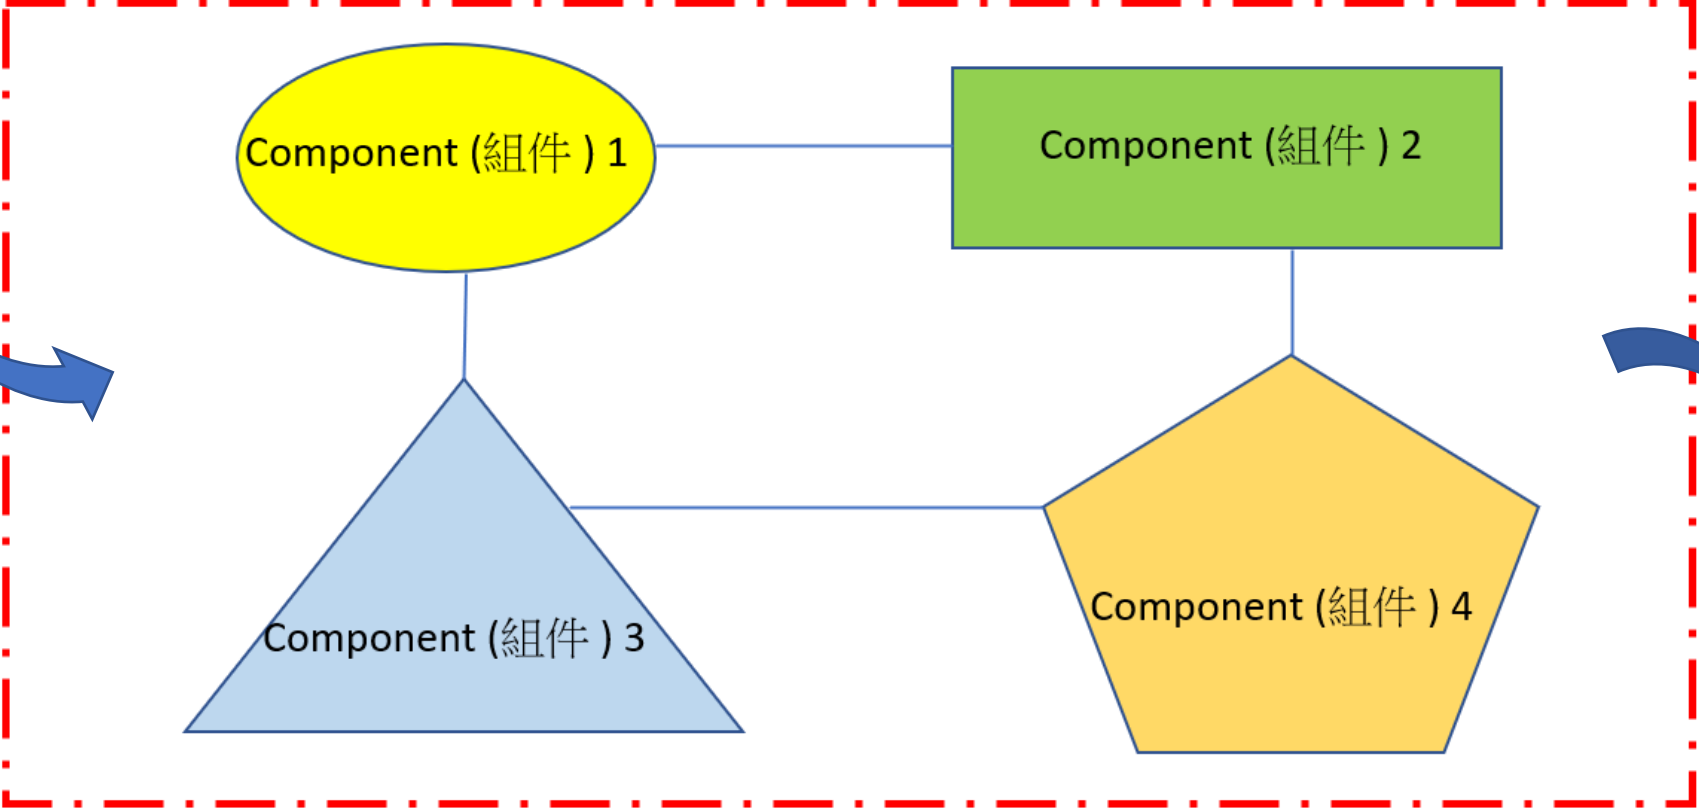 Component (組件 ) 1
Component (組件 ) 2
Component (組件 ) 3
Component (組件 ) 4